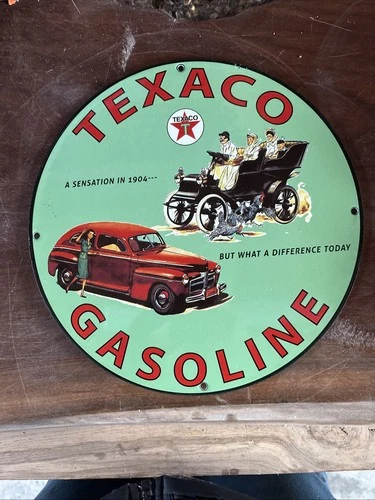 TEXACO
TEXACO
T
A SENSATION IN 1904---
BUT WHAT A DIFFERENCE TODAY
GASOLINE